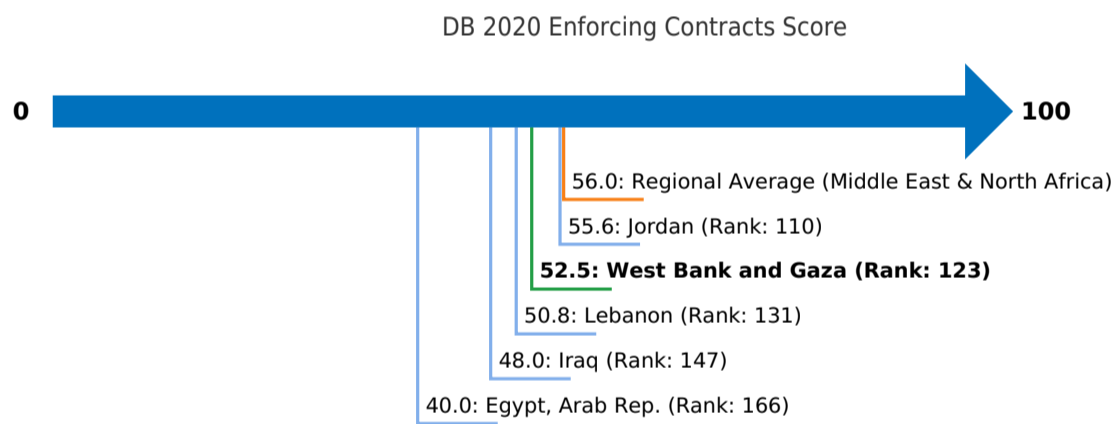 DB 2020 Enforcing Contracts Score
0
100
56.0: Regional Average (Middle East & North Africa)
55.6: Jordan (Rank: 110)
52.5: West Bank and Gaza (Rank: 123)
50.8: Lebanon (Rank: 131)
48.0: Iraq (Rank: 147)
40.0: Egypt, Arab Rep. (Rank: 166)